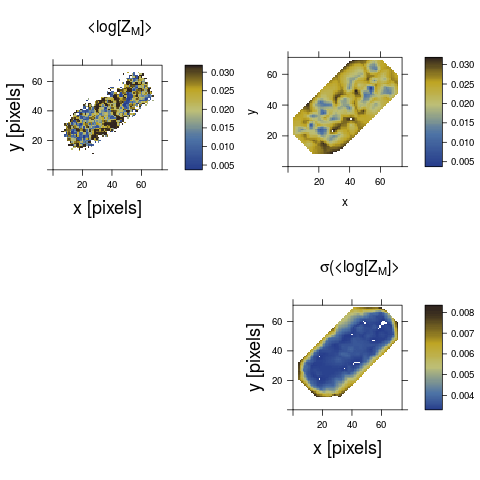 <log[Z_M]>
60
40
20
20 40 60
y [pixels]
x [pixels]
0.030
0.025
0.020
0.015
0.010
0.005
60
40
20
20 40 60
y
x
0.030
0.025
0.020
0.015
0.010
0.005
σ(<log[Z_M]>
60
40
20
20 40 60
y [pixels]
x [pixels]
0.008
0.007
0.006
0.005
0.004